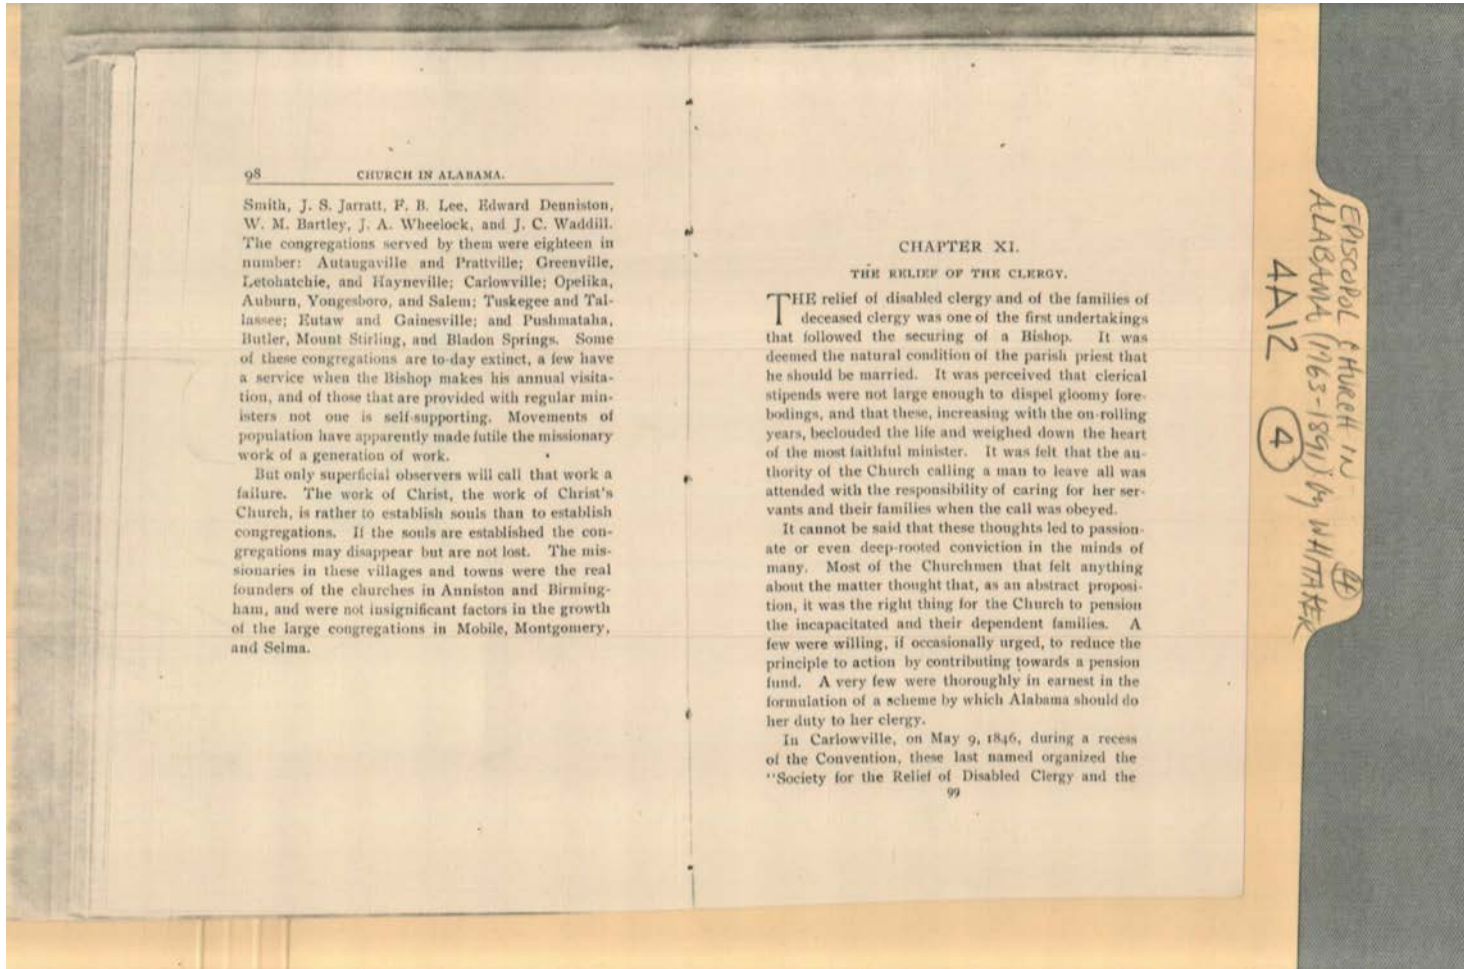 98 CHURCH IN ALABAMA.
Smith, J. S. Jarratt, F. B. Lee, Edward Denniston,
W. M. Bartley, J. A. Wheelock, and J. C. Waddill.
The congregations served by them were eighteen in
number: Autaugaville and Prattville; Greenville,
Letohatchie, and Hayneville; Carlowville; Opelika,
Auburn, Yongesboro, and Salem; Tuskegee and Tal-
lassee; Eutaw and Gainesville; and Pushmataha,
Butler, Mount Stirling, and Bladon Springs. Some
of these congregations are to-day extinct, a few have
a service when the Bishop makes his annual visita-
tion, and of those that are provided with regular min-
isters not one is self-supporting. Movements of
population have apparently made futile the missionary
work of a generation of work.
But only superficial observers will call that work a
failure. The work of Christ, the work of Christ's
Church, is rather to establish souls than to establish
congregations. If the souls are established the con-
gregations may disappear but are not lost. The mis-
sionaries in these villages and towns were the real
founders of the churches in Anniston and Birming-
ham, and were not insignificant factors in the growth
of the large congregations in Mobile, Montgomery,
and Selma.
CHAPTER XI.
THE RELIEF OF THE CLERGY.
THE relief of disabled clergy and of the families of
deceased clergy was one of the first undertakings
that followed the securing of a Bishop. It was
deemed the natural condition of the parish priest that
he should be married. It was perceived that clerical
stipends were not large enough to dispel gloomy fore-
bodings, and that these, increasing with the on-rolling
years, beclouded the life and weighed down the heart
of the most faithful minister. It was felt that the au-
thority of the Church calling a man to leave all was
attended with the responsibility of caring for her ser-
vants and their families when the call was obeyed.
It cannot be said that these thoughts led to passion-
ate or even deep-rooted conviction in the minds of
many. Most of the Churchmen that felt anything
about the matter thought that, as an abstract proposi-
tion, it was the right thing for the Church to pension
the incapacitated and their dependent families. A
few were willing, if occasionally urged, to reduce the
principle to action by contributing towards a pension
fund. A very few were thoroughly in earnest in the
formulation of a scheme by which Alabama should do
her duty to her clergy.
In Carlowville, on May 9, 1846, during a recess
of the Convention, these last named organized the
"Society for the Relief of Disabled Clergy and the
99
EPISCOPOL CHURCH IN
ALABAMA (1763-1891) by WHITAKER
4A12 4